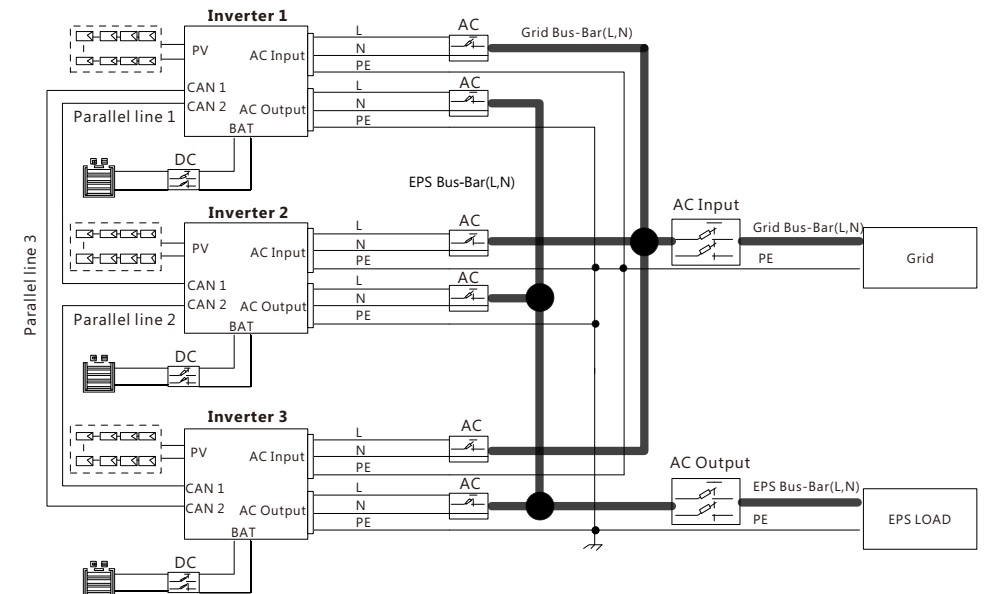 Inverter 1
PV
AC Input
CAN 1
CAN 2
AC Output
BAT
L
N
PE
L
N
PE
AC
AC
Grid Bus-Bar(L,N)
Parallel line 1
DC
EPS Bus-Bar(L,N)
Inverter 2
PV
AC Input
CAN 1
CAN 2
AC Output
BAT
L
N
PE
L
N
PE
AC
AC
AC Input
Grid Bus-Bar(L,N)
PE
Grid
Parallel line 3
Parallel line 2
DC
Inverter 3
PV
AC Input
CAN 1
CAN 2
AC Output
BAT
L
N
PE
L
N
PE
AC
AC
AC Output
EPS Bus-Bar(L,N)
PE
EPS LOAD
DC